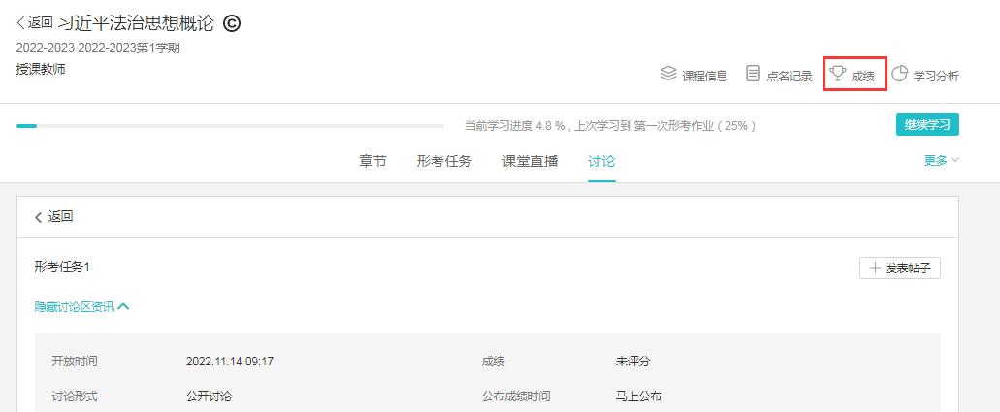 返回 习近平法治思想概论 ©
2022-2023 2022-2023第1学期
授课教师
课程信息 点名记录 成绩 学习分析
当前学习进度 4.8 % , 上次学习到 第一次形考作业（25%） 继续学习
章节 形考任务 课堂直播 讨论 更多
返回
形考任务1 发表帖子
隐藏讨论区资讯
开放时间 2022.11.14 09:17 成绩 未评分
讨论形式 公开讨论 公布成绩时间 马上公布